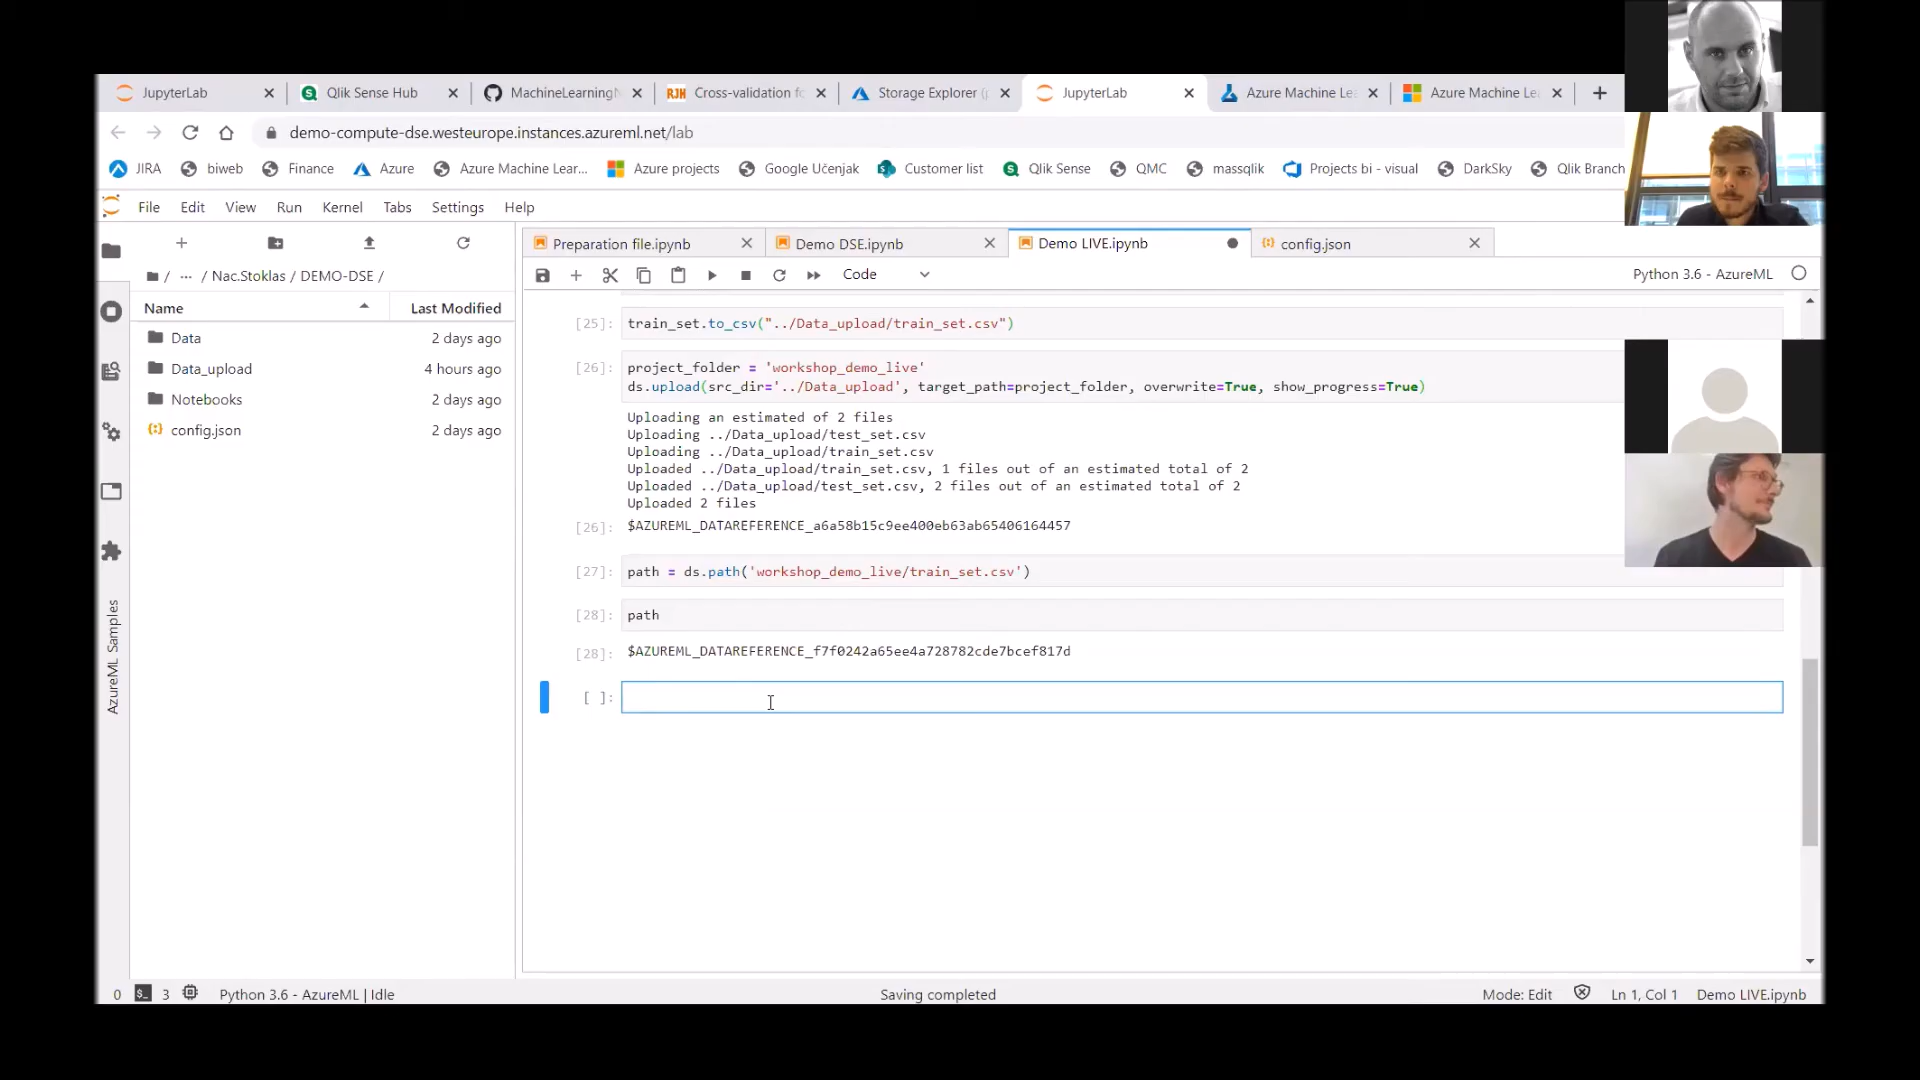 JupyterLab
Qlik Sense Hub
MachineLearningN
Cross-validation fo
Storage Explorer (p
JupyterLab
Azure Machine Le
Azure Machine Le
demo-compute-dse.westeurope.instances.azureml.net/lab
JIRA
biweb
Finance
Azure
Azure Machine Lear...
Azure projects
Google Učenjak
Customer list
Qlik Sense
QMC
massqlik
Projects bi - visual
DarkSky
Qlik Branch
File Edit View Run Kernel Tabs Settings Help
Preparation file.ipynb
Demo DSE.ipynb
Demo LIVE.ipynb
config.json
Code
Python 3.6 - AzureML
/ ··· / Nac.Stoklas / DEMO-DSE /
Name Last Modified
Data 2 days ago
Data_upload 4 hours ago
Notebooks 2 days ago
config.json 2 days ago
AzureML Samples
[25]: train_set.to_csv("../Data_upload/train_set.csv")
[26]: project_folder = 'workshop_demo_live'
ds.upload(src_dir='../Data_upload', target_path=project_folder, overwrite=True, show_progress=True)
Uploading an estimated of 2 files
Uploading ../Data_upload/test_set.csv
Uploading ../Data_upload/train_set.csv
Uploaded ../Data_upload/train_set.csv, 1 files out of an estimated total of 2
Uploaded ../Data_upload/test_set.csv, 2 files out of an estimated total of 2
Uploaded 2 files
[26]: $AZUREML_DATAREFERENCE_a6a58b15c9ee400eb63ab65406164457
[27]: path = ds.path('workshop_demo_live/train_set.csv')
[28]: path
[28]: $AZUREML_DATAREFERENCE_f7f0242a65ee4a728782cde7bcef817d
[ ]:
0 $_ 3 Python 3.6 - AzureML | Idle
Saving completed
Mode: Edit
Ln 1, Col 1
Demo LIVE.ipynb